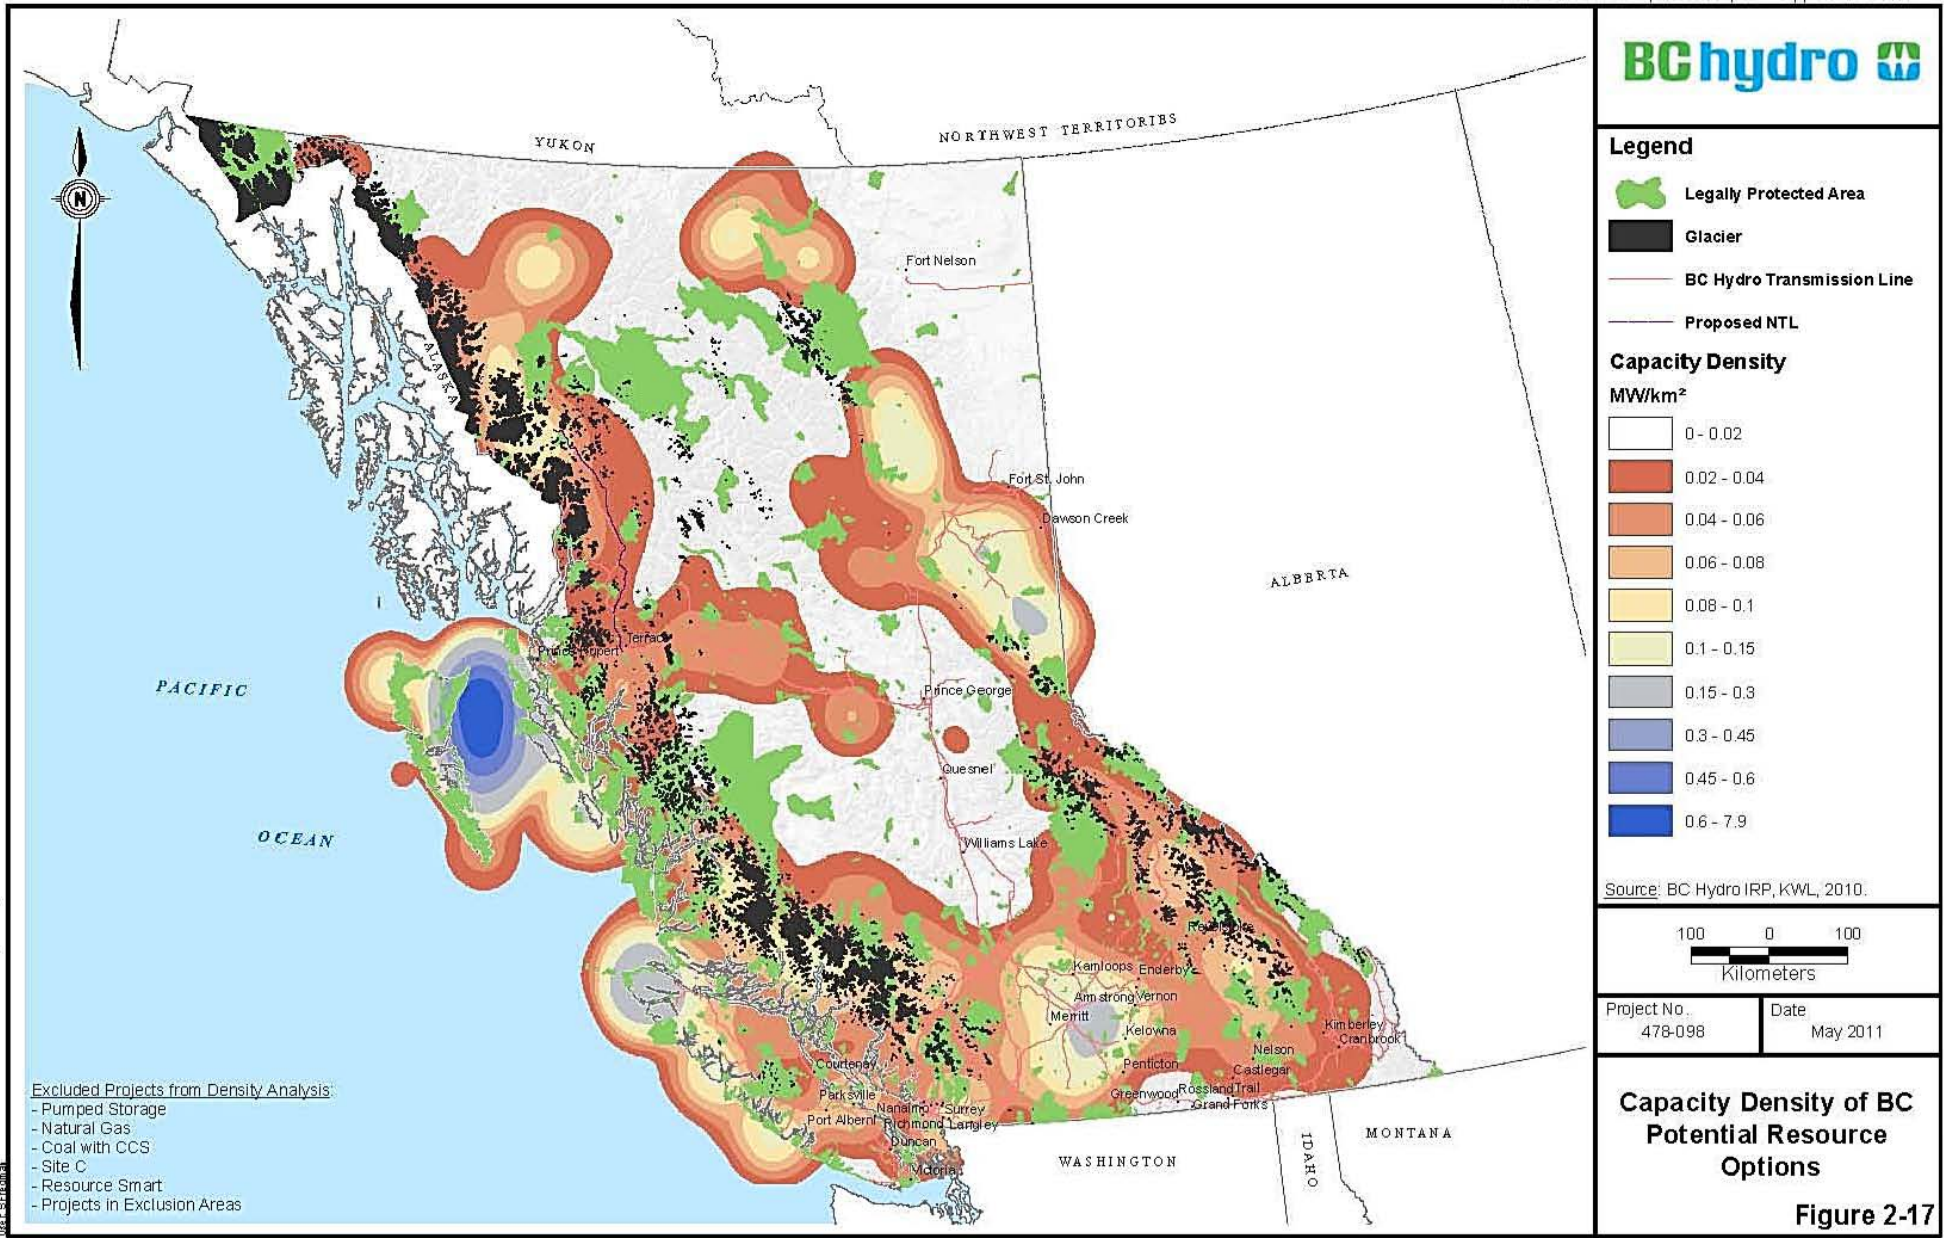 BC hydro
Legend
Legally Protected Area
Glacier
BC Hydro Transmission Line
Proposed NTL
Capacity Density
MW/km²
0 - 0.02
0.02 - 0.04
0.04 - 0.06
0.06 - 0.08
0.08 - 0.1
0.1 - 0.15
0.15 - 0.3
0.3 - 0.45
0.45 - 0.6
0.6 - 7.9
Source: BC Hydro IRP, KWL, 2010.
100 0 100
Kilometers
Project No.
478-098
Date
May 2011
Capacity Density of BC
Potential Resource
Options
Figure 2-17
N
YUKON
NORTHWEST TERRITORIES
ALASKA
Fort Nelson
Fort St. John
Dawson Creek
ALBERTA
Terrace
Prince Rupert
PACIFIC
OCEAN
Prince George
Quesnel
Williams Lake
Revelstoke
Kamloops
Enderby
Armstrong
Vernon
Merritt
Kelowna
Kimberley
Cranbrook
Penticton
Nelson
Castlegar
Greenwood
Rossland
Trail
Grand Forks
Courtenay
Parksville
Nanaimo
Surrey
Port Alberni
Richmond
Langley
Duncan
Victoria
WASHINGTON
IDAHO
MONTANA
Excluded Projects from Density Analysis:
- Pumped Storage
- Natural Gas
- Coal with CCS
- Site C
- Resource Smart
- Projects in Exclusion Areas